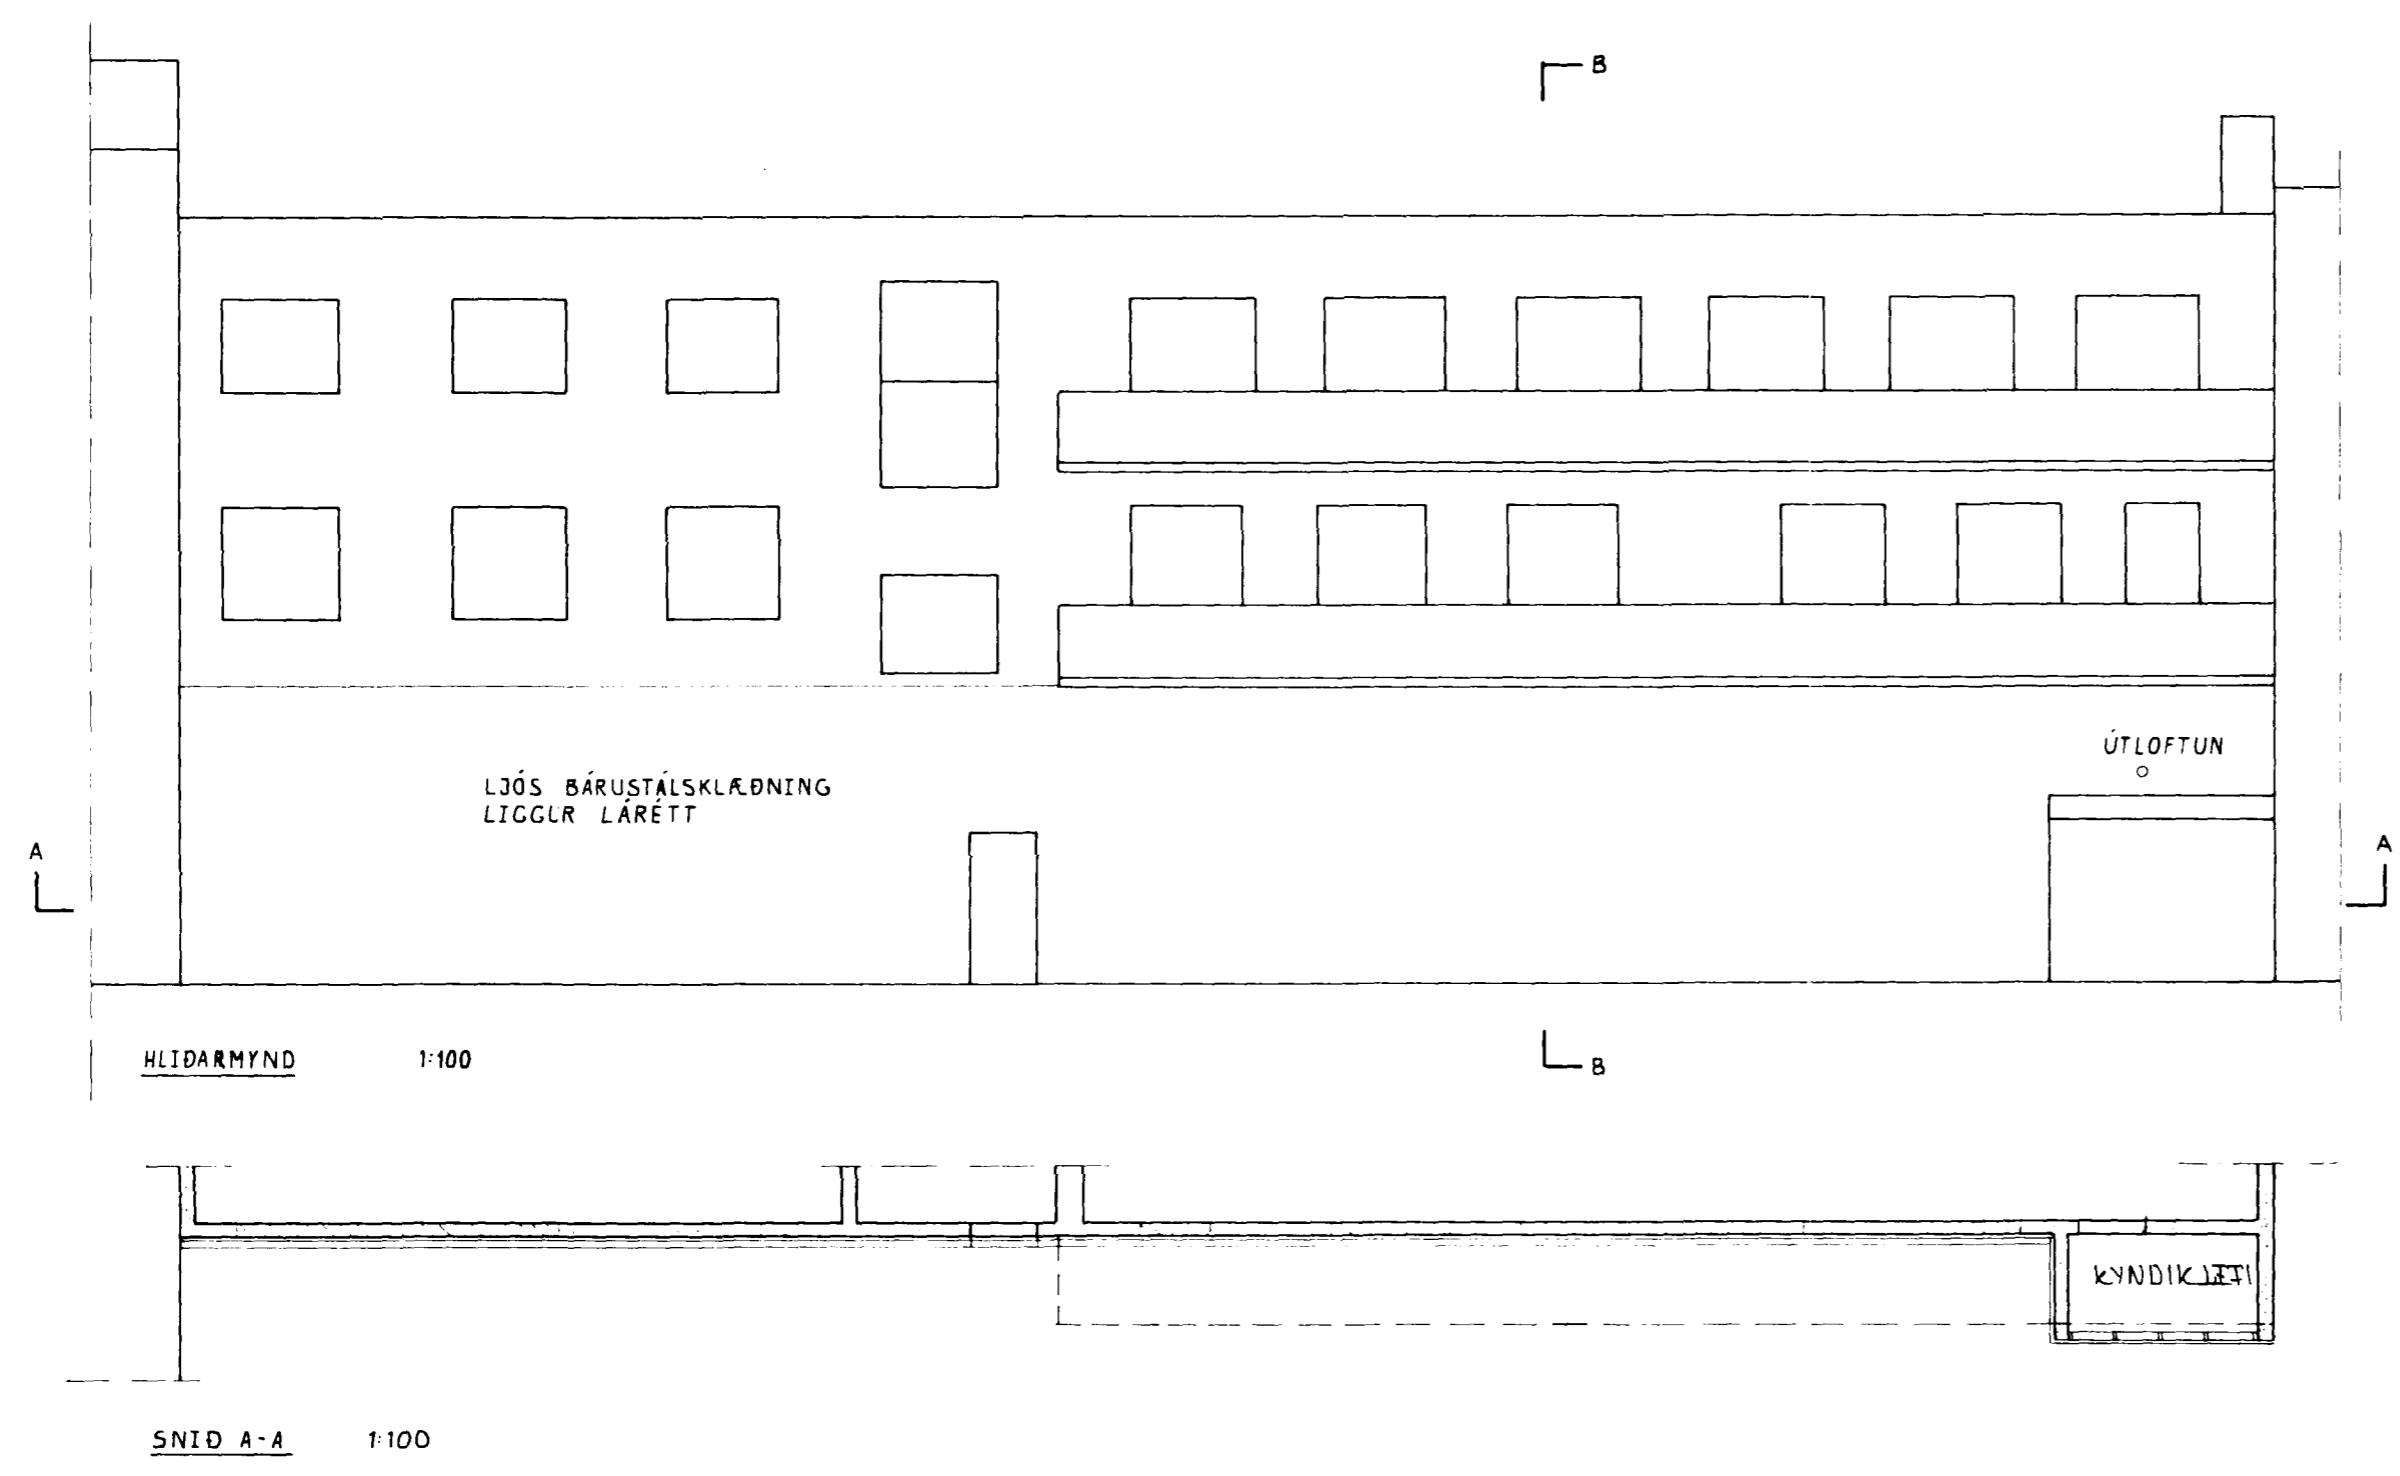 B
ÚTLOFTUN
LJÓS BÁRUSTÁLSKLÆÐNING
LIGGUR LÁRÉTT
A
A
HLIÐARMYND 1:100
B
KYNDIKLEFI
SNIÐ A-A 1:100